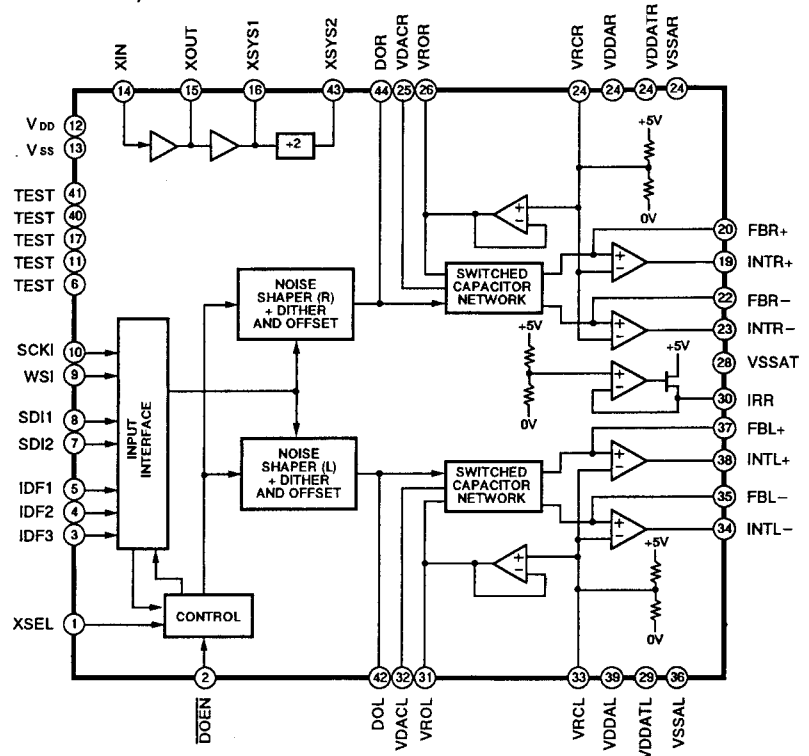 XIN
XOUT
XSYS1
XSYS2
DOR
VDACR
VROR
VRCR
VDDAR
VDDATR
VSSAR
14
15
16
43
44
25
26
24
24
24
24
VDD 12
VSS 13
÷2
+5V
0V
TEST 41
TEST 40
TEST 17
TEST 11
TEST 6
+
−
20 FBR+
19 INTR+
22 FBR−
23 INTR−
28 VSSAT
30 IRR
37 FBL+
38 INTL+
35 FBL−
34 INTL−
SWITCHED
CAPACITOR
NETWORK
+
−
+
−
NOISE
SHAPER (R)
+ DITHER
AND OFFSET
+5V
0V
+
−
+5V
SCKI 10
WSI 9
SDI1 8
SDI2 7
IDF1 5
IDF2 4
IDF3 3
INPUT
INTERFACE
NOISE
SHAPER (L)
+ DITHER
AND OFFSET
SWITCHED
CAPACITOR
NETWORK
+
−
+
−
+
−
+5V
0V
XSEL 1
CONTROL
2
42
32
31
33
39
29
36
DOEN
DOL
VDACL
VROL
VRCL
VDDAL
VDDATL
VSSAL